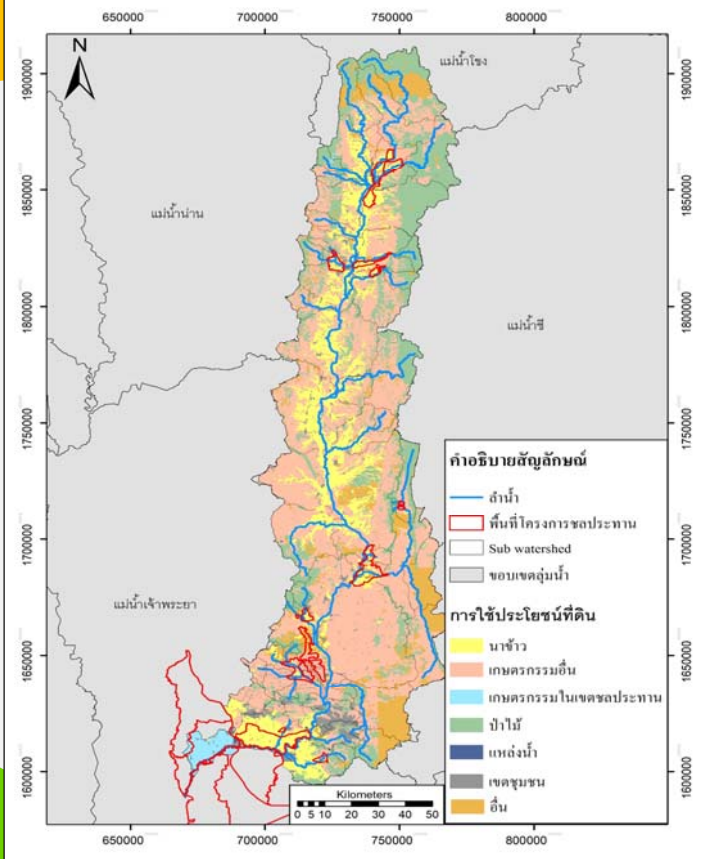 650000 700000 750000 800000
N
แม่น้ำโขง
แม่น้ำน่าน
แม่น้ำชี
แม่น้ำเจ้าพระยา
1900000
1850000
1800000
1750000
1700000
1650000
1600000
1900000
1850000
1800000
1750000
1700000
1650000
1600000
คำอธิบายสัญลักษณ์
ลำน้ำ
พื้นที่โครงการชลประทาน
Sub watershed
ขอบเขตลุ่มน้ำ
การใช้ประโยชน์ที่ดิน
นาข้าว
เกษตรกรรมอื่น
เกษตรกรรมในเขตชลประทาน
ป่าไม้
แหล่งน้ำ
เขตชุมชน
อื่น
Kilometers
0 5 10 20 30 40 50
650000 700000 750000 800000